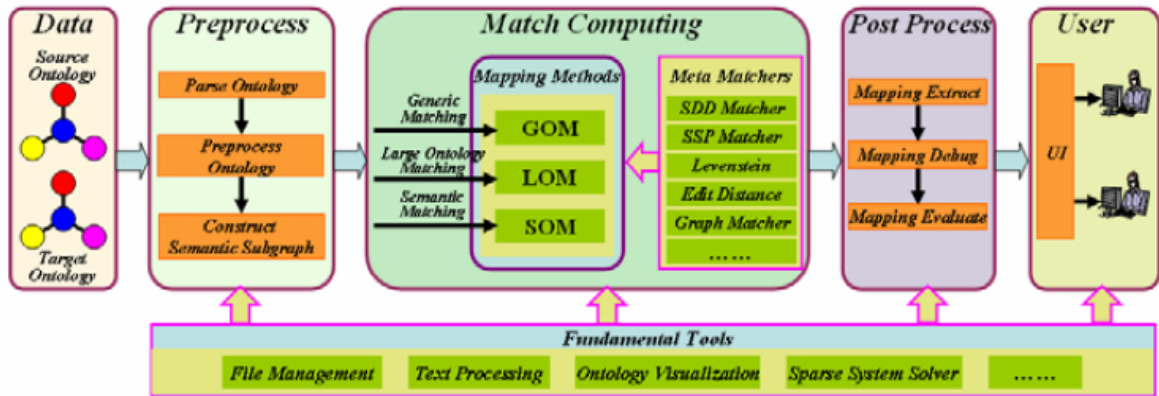 Data
Source
Ontology
Target
Ontology
Preprocess
Parse Ontology
Preprocess
Ontology
Construct
Semantic Subgraph
Match Computing
Generic
Matching
Large Ontology
Matching
Semantic
Matching
Mapping Methods
GOM
LOM
SOM
Meta Matchers
SDD Matcher
SSP Matcher
Levenstein
Edit Distance
Graph Matcher
……
Post Process
Mapping Extract
Mapping Debug
Mapping Evaluate
User
UI
Fundamental Tools
File Management
Text Processing
Ontology Visualization
Sparse System Solver
……